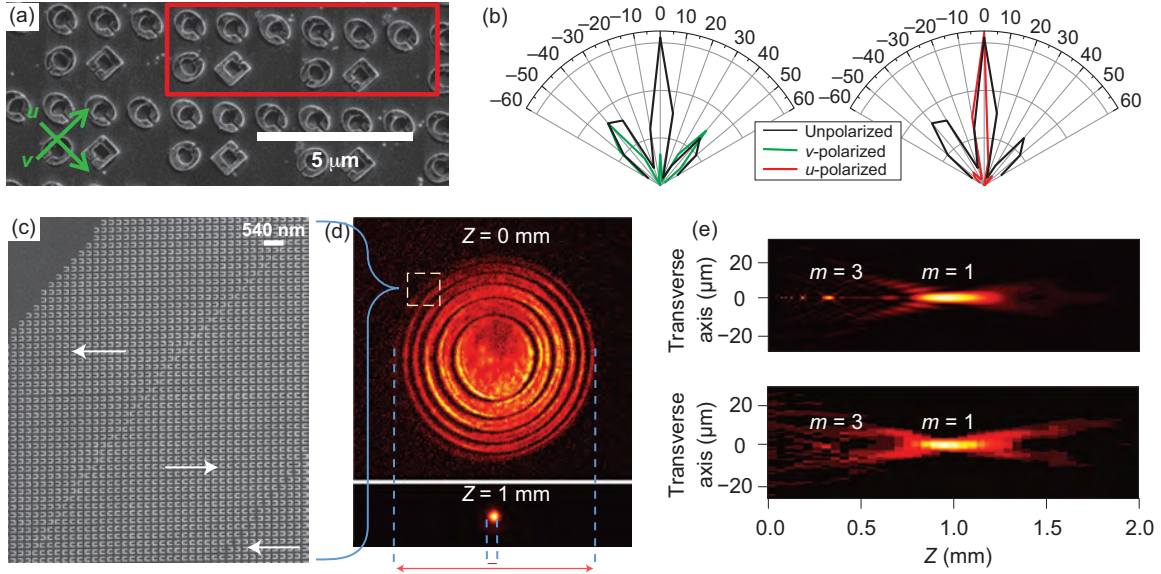 (a)
u
v
5 μm
(b)
−60
−50
−40
−30
−20
−10
0
10
20
30
40
50
60
−60
−50
−40
−30
−20
−10
0
10
20
30
40
50
60
Unpolarized
v-polarized
u-polarized
(c)
540 nm
(d)
Z = 0 mm
Z = 1 mm
(e)
Transverse
axis (μm)
20
0
−20
m = 3
m = 1
Transverse
axis (μm)
20
0
−20
m = 3
m = 1
0.0
0.5
1.0
1.5
2.0
Z (mm)